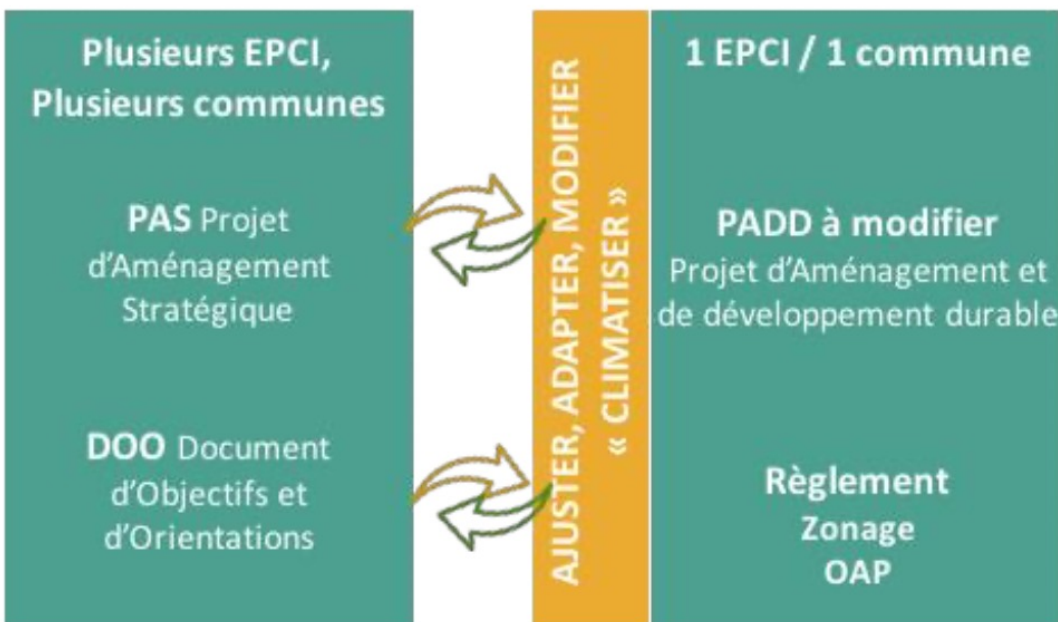 Plusieurs EPCI,
Plusieurs communes
PAS Projet
d'Aménagement
Stratégique
DOO Document
d'Objectifs et
d'Orientations
AJUSTER, ADAPTER, MODIFIER
« CLIMATISER »
1 EPCI / 1 commune
PADD à modifier
Projet d'Aménagement et
de développement durable
Règlement
Zonage
OAP